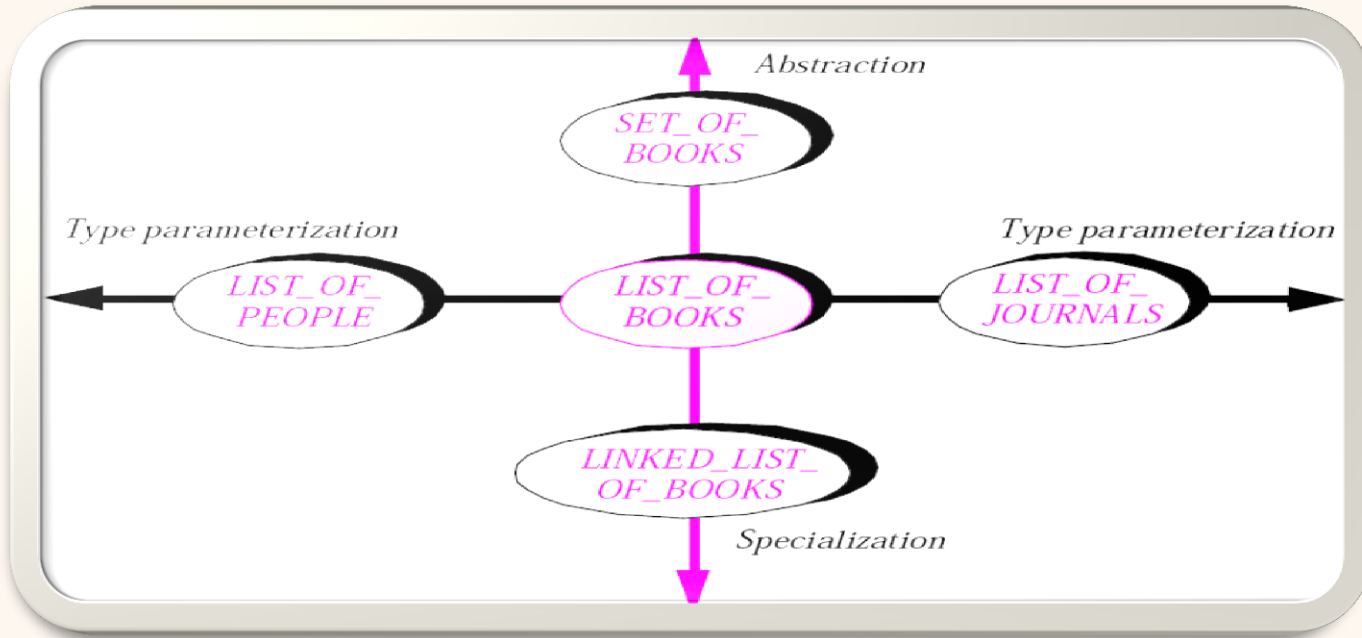 Abstraction
SET_OF_
BOOKS
Type parameterization
Type parameterization
LIST_OF_
PEOPLE
LIST_OF_
BOOKS
LIST_OF_
JOURNALS
LINKED_LIST_
OF_BOOKS
Specialization